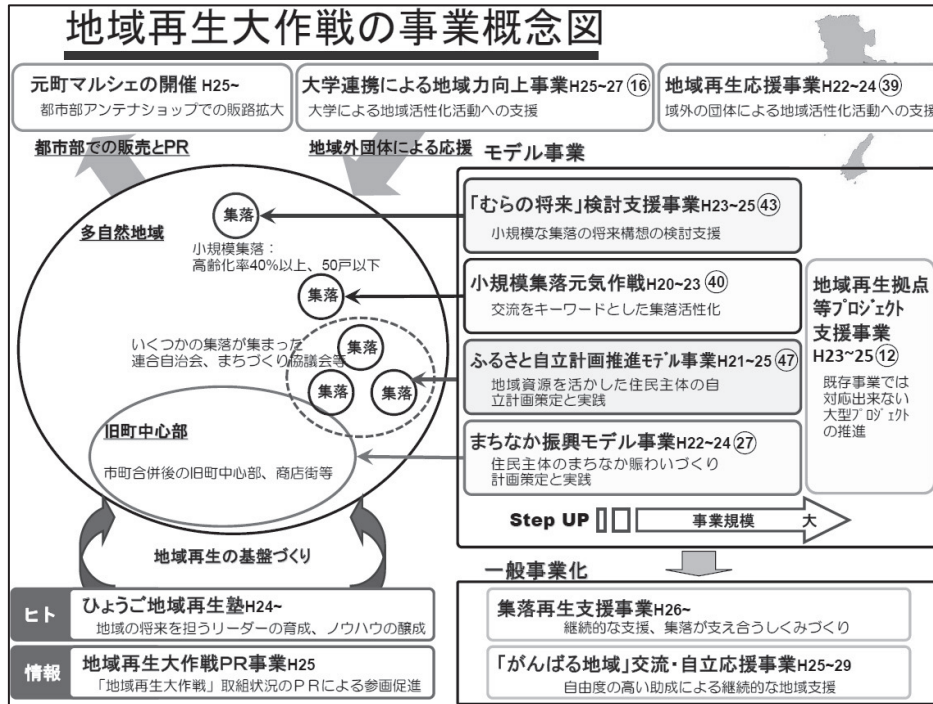 地域再生大作戦の事業概念図
元町マルシェの開催 H25~
都市部アンテナショップでの販路拡大
大学連携による地域力向上事業H25~27⑯
大学による地域活性化活動への支援
地域再生応援事業H22~24㊴
域外の団体による地域活性化活動への支援
都市部での販売とPR
地域外団体による応援
モデル事業
多自然地域
集落
小規模集落：
高齢化率40%以上、50戸以下
集落
いくつかの集落が集まった
連合自治会、まちづくり協議会等
集落
集落
集落
旧町中心部
市町合併後の旧町中心部、商店街等
「むらの将来」検討支援事業H23~25㊸
小規模な集落の将来構想の検討支援
小規模集落元気作戦H20~23㊵
交流をキーワードとした集落活性化
ふるさと自立計画推進ﾓﾃﾞﾙ事業H21~25㊼
地域資源を活かした住民主体の自
立計画策定と実践
まちなか振興モデル事業H22~24㉗
住民主体のまちなか賑わいづくり
計画策定と実践
地域再生拠点
等プロジェクト
支援事業
H23~25⑫
既存事業では
対応出来ない
大型ﾌﾟﾛｼﾞｪｸﾄ
の推進
Step UP
事業規模 大
地域再生の基盤づくり
ヒト
ひょうご地域再生塾H24~
地域の将来を担うリーダーの育成、ノウハウの醸成
情報
地域再生大作戦PR事業H25
「地域再生大作戦」取組状況のＰＲによる参画促進
一般事業化
集落再生支援事業H26~
継続的な支援、集落が支え合うしくみづくり
「がんばる地域」交流・自立応援事業H25~29
自由度の高い助成による継続的な地域支援